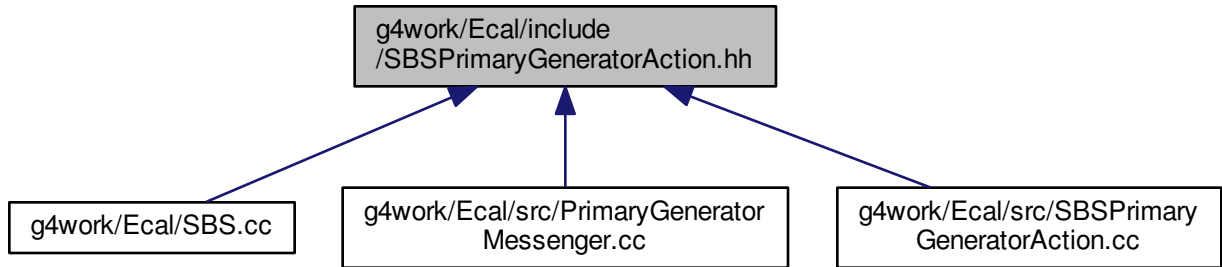 g4work/Ecal/include
/SBSPrimaryGeneratorAction.hh
g4work/Ecal/SBS.cc
g4work/Ecal/src/PrimaryGenerator
Messenger.cc
g4work/Ecal/src/SBSPrimary
GeneratorAction.cc